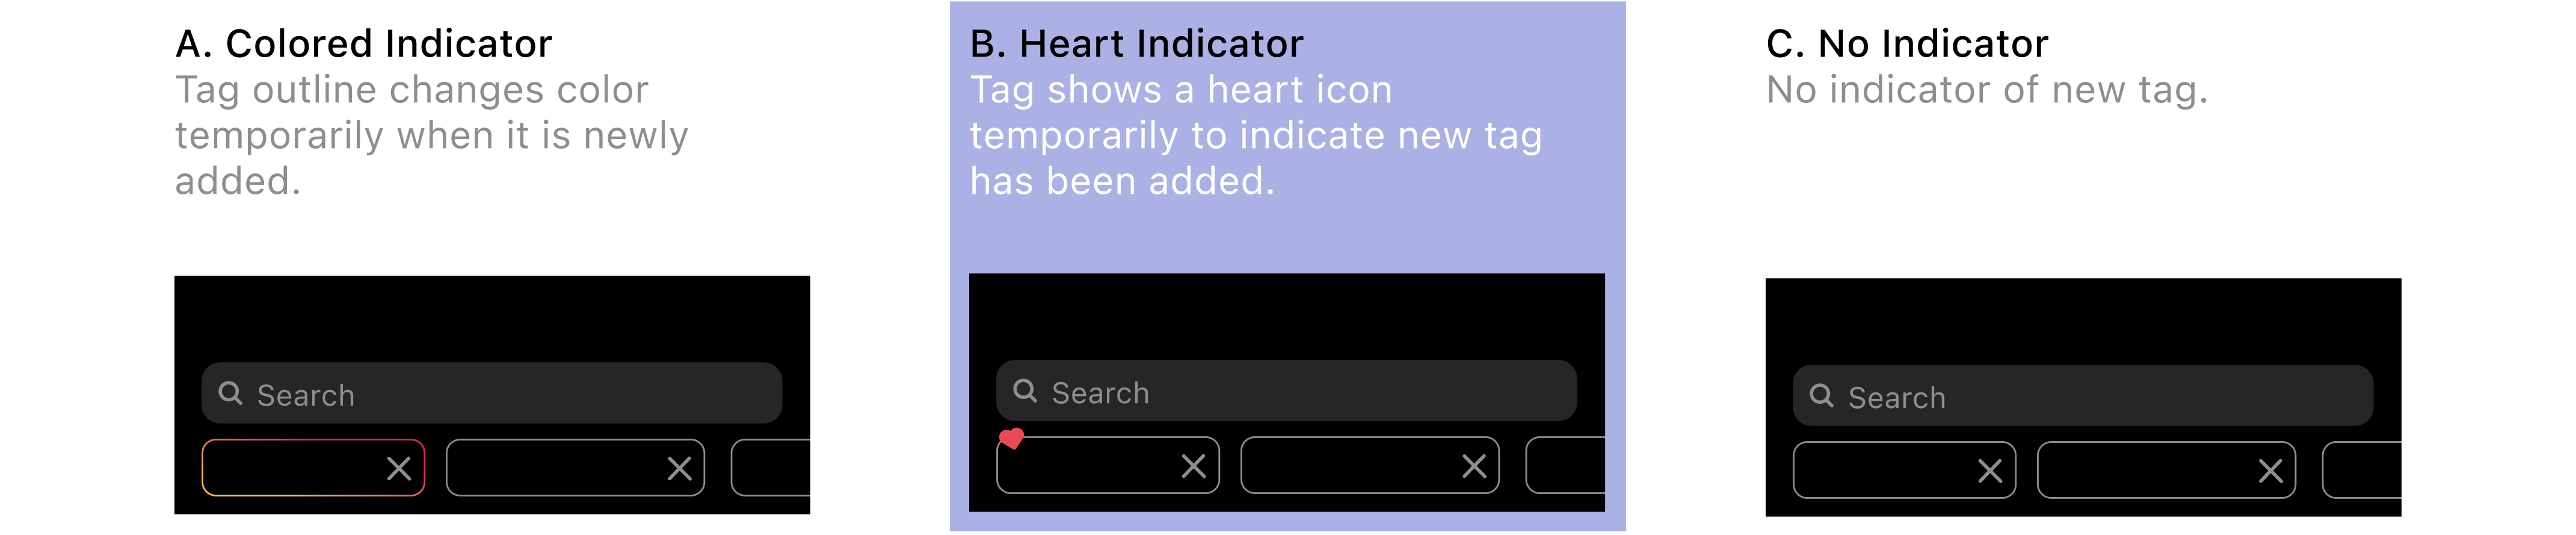 A. Colored Indicator
Tag outline changes color
temporarily when it is newly
added.
Search
B. Heart Indicator
Tag shows a heart icon
temporarily to indicate new tag
has been added.
Search
C. No Indicator
No indicator of new tag.
Search